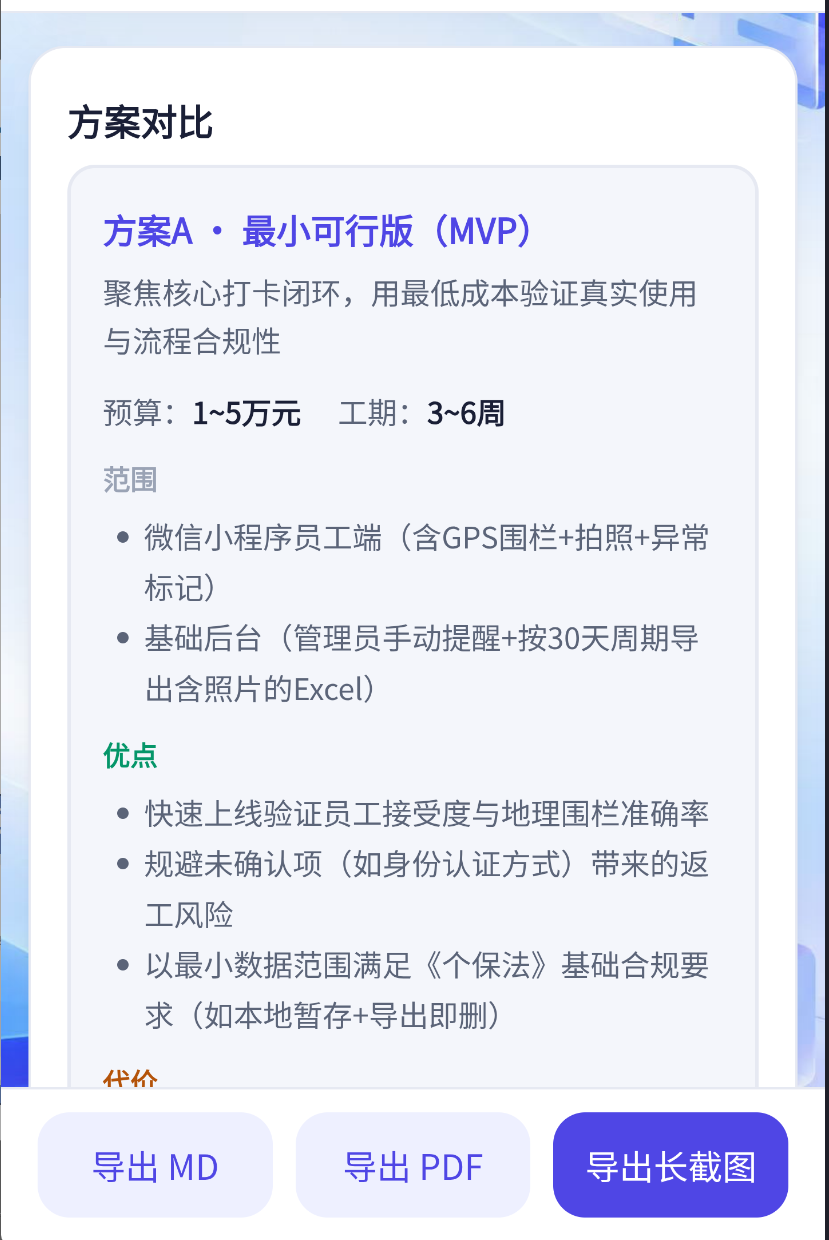 方案对比
方案A · 最小可行版（MVP）
聚焦核心打卡闭环，用最低成本验证真实使用
与流程合规性
预算：1~5万元 工期：3~6周
范围
微信小程序员工端（含GPS围栏+拍照+异常
标记）
基础后台（管理员手动提醒+按30天周期导
出含照片的Excel）
优点
快速上线验证员工接受度与地理围栏准确率
规避未确认项（如身份认证方式）带来的返
工风险
以最小数据范围满足《个保法》基础合规要
求（如本地暂存+导出即删）
代价
导出 MD
导出 PDF
导出长截图